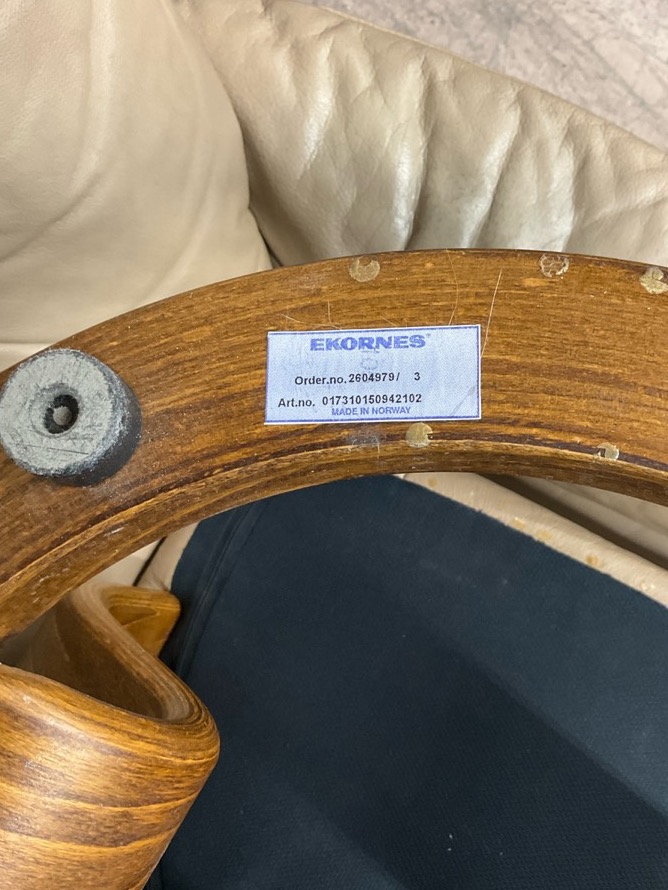 EKORNES®
Order.no. 2604979/ 3
Art.no. 017310150942102
MADE IN NORWAY